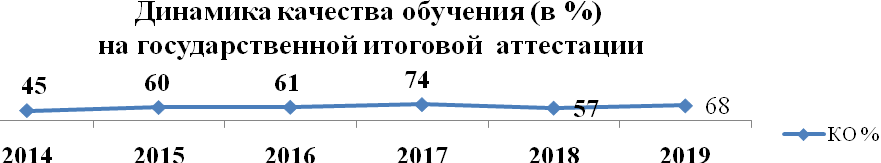 Динамика качества обучения (в %)
на государственной итоговой аттестации
45 60 61 74 57 68
2014 2015 2016 2017 2018 2019
КО %